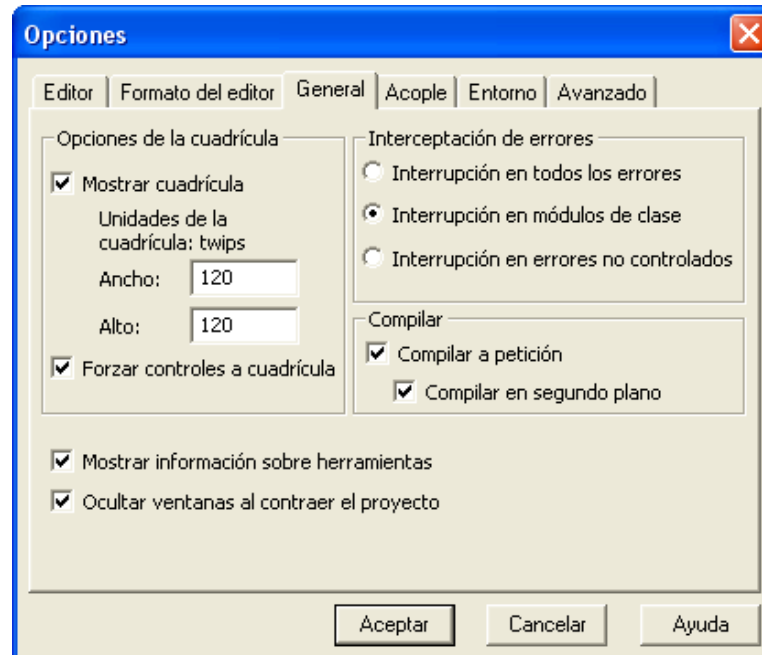 Opciones
Editor
Formato del editor
General
Acople
Entorno
Avanzado
Opciones de la cuadrícula
Mostrar cuadrícula
Unidades de la
cuadrícula: twips
Ancho:
120
Alto:
120
Forzar controles a cuadrícula
Interceptación de errores
Interrupción en todos los errores
Interrupción en módulos de clase
Interrupción en errores no controlados
Compilar
Compilar a petición
Compilar en segundo plano
Mostrar información sobre herramientas
Ocultar ventanas al contraer el proyecto
Aceptar
Cancelar
Ayuda